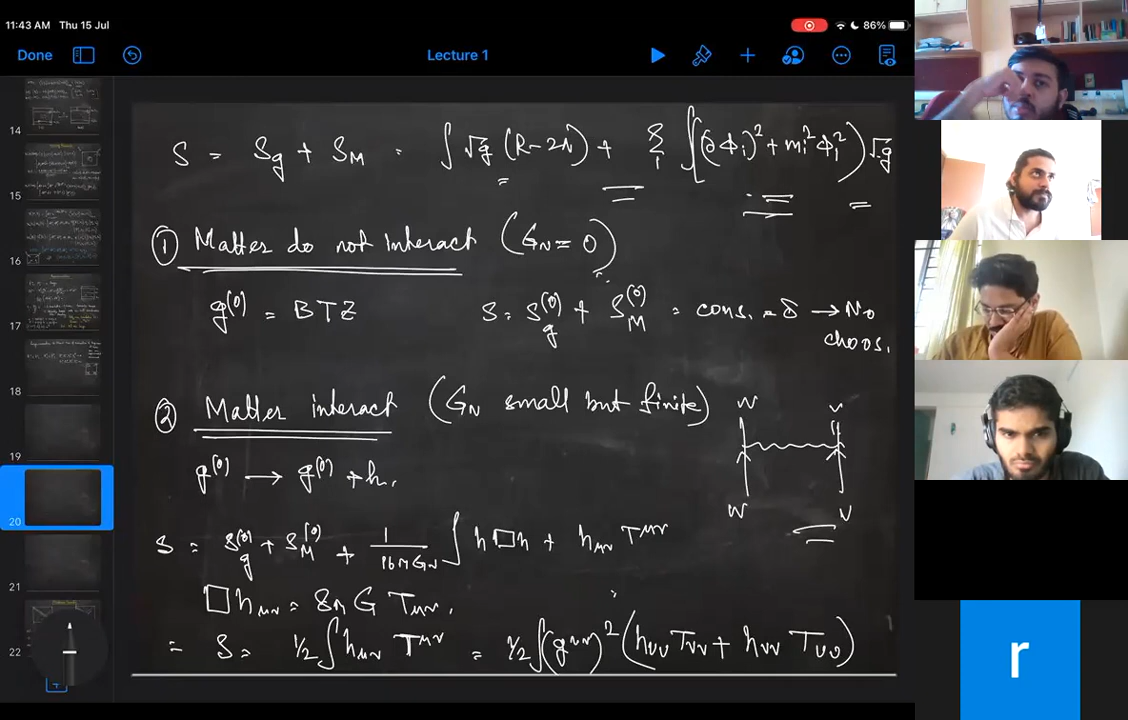 11:43 AM Thu 15 Jul
86%
Done
Lecture 1
14
15
16
17
18
19
20
21
22
S = Sg + SM = ∫ √g (R-2Λ) + Σ i ∫((∂Φi)² + mi²Φi²) √g
① Matter do not interact (GN = 0)
g⁽⁰⁾ = BTZ S = Sg⁽⁰⁾ + SM⁽⁰⁾ = cons. = δ → No
choos.
② Matter interact (GN small but finite)
W V
g⁽⁰⁾ → g⁽⁰⁾ + h.
W V
S = Sg⁽⁰⁾ + SM⁽⁰⁾ + 1/16πGN ∫ h□h + hμν Tμν
□hμν = 8πG Tμν.
= S = ½ ∫ hμν Tμν = ½ ∫(guv)² (huu Tvv + hvv Tuu)
r